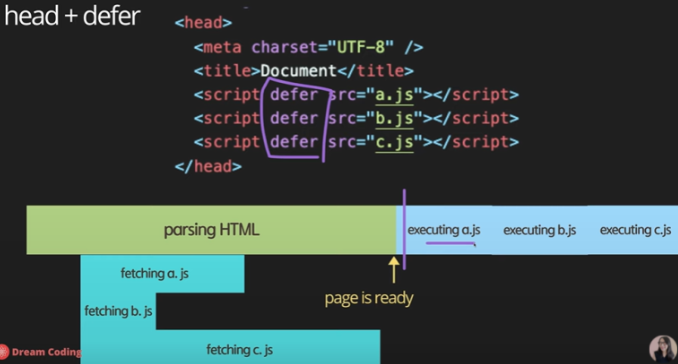 head + defer
<head>
<meta charset="UTF-8" />
<title>Document</title>
<script defer src="a.js"></script>
<script defer src="b.js"></script>
<script defer src="c.js"></script>
</head>
parsing HTML
executing a.js
executing b.js
executing c.js
fetching a. js
page is ready
fetching b. js
fetching c. js
Dream Coding